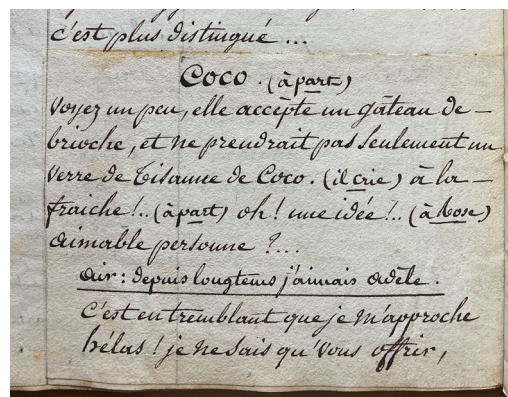 c'est plus distingué ...
Coco. (à part)
Voyez un peu, elle accèpte un gâteau de –
brioche, et ne prendrait pas seulement un
verre de tisanne de Coco. (il crie) à la –
fraiche!.. (à part) oh! une idée!.. (à Rose)
aimable personne ?...
air: depuis longtems j'aimais adèle.
C'est en tremblant que je m'approche
hélas! je ne sais qu'vous offrir,